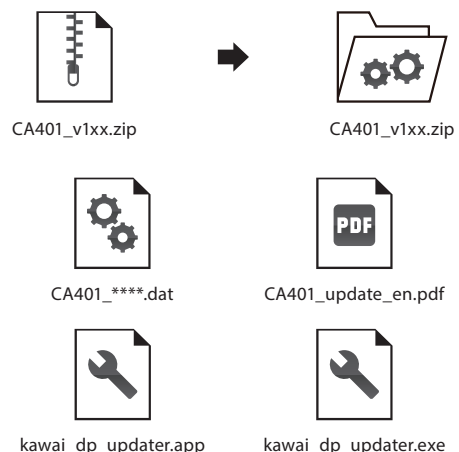 CA401_v1xx.zip CA401_v1xx.zip
PDF
CA401_****.dat CA401_update_en.pdf
kawai_dp_updater.app kawai_dp_updater.exe